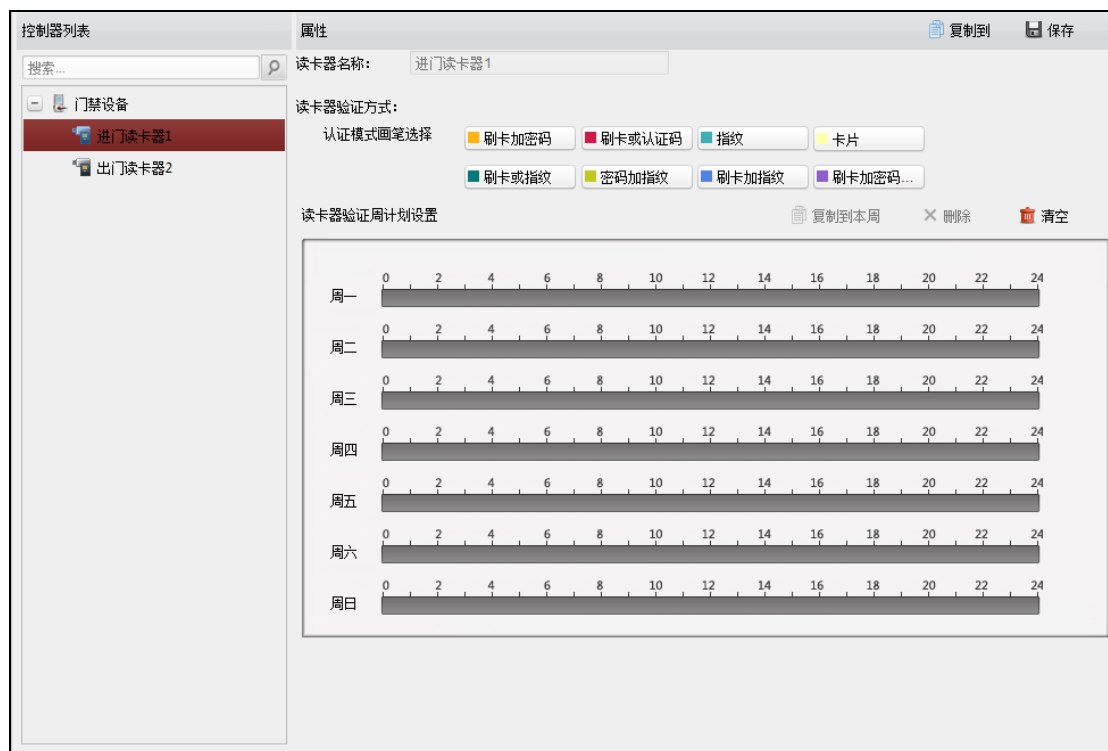 控制器列表
属性 复制到 保存
搜索...
读卡器名称： 进门读卡器1
门禁设备
进门读卡器1
出门读卡器2
读卡器验证方式：
认证模式画笔选择 刷卡加密码 刷卡或认证码 指纹 卡片
刷卡或指纹 密码加指纹 刷卡加指纹 刷卡加密码...
读卡器验证周计划设置 复制到本周 删除 清空
0 2 4 6 8 10 12 14 16 18 20 22 24
周一
0 2 4 6 8 10 12 14 16 18 20 22 24
周二
0 2 4 6 8 10 12 14 16 18 20 22 24
周三
0 2 4 6 8 10 12 14 16 18 20 22 24
周四
0 2 4 6 8 10 12 14 16 18 20 22 24
周五
0 2 4 6 8 10 12 14 16 18 20 22 24
周六
0 2 4 6 8 10 12 14 16 18 20 22 24
周日